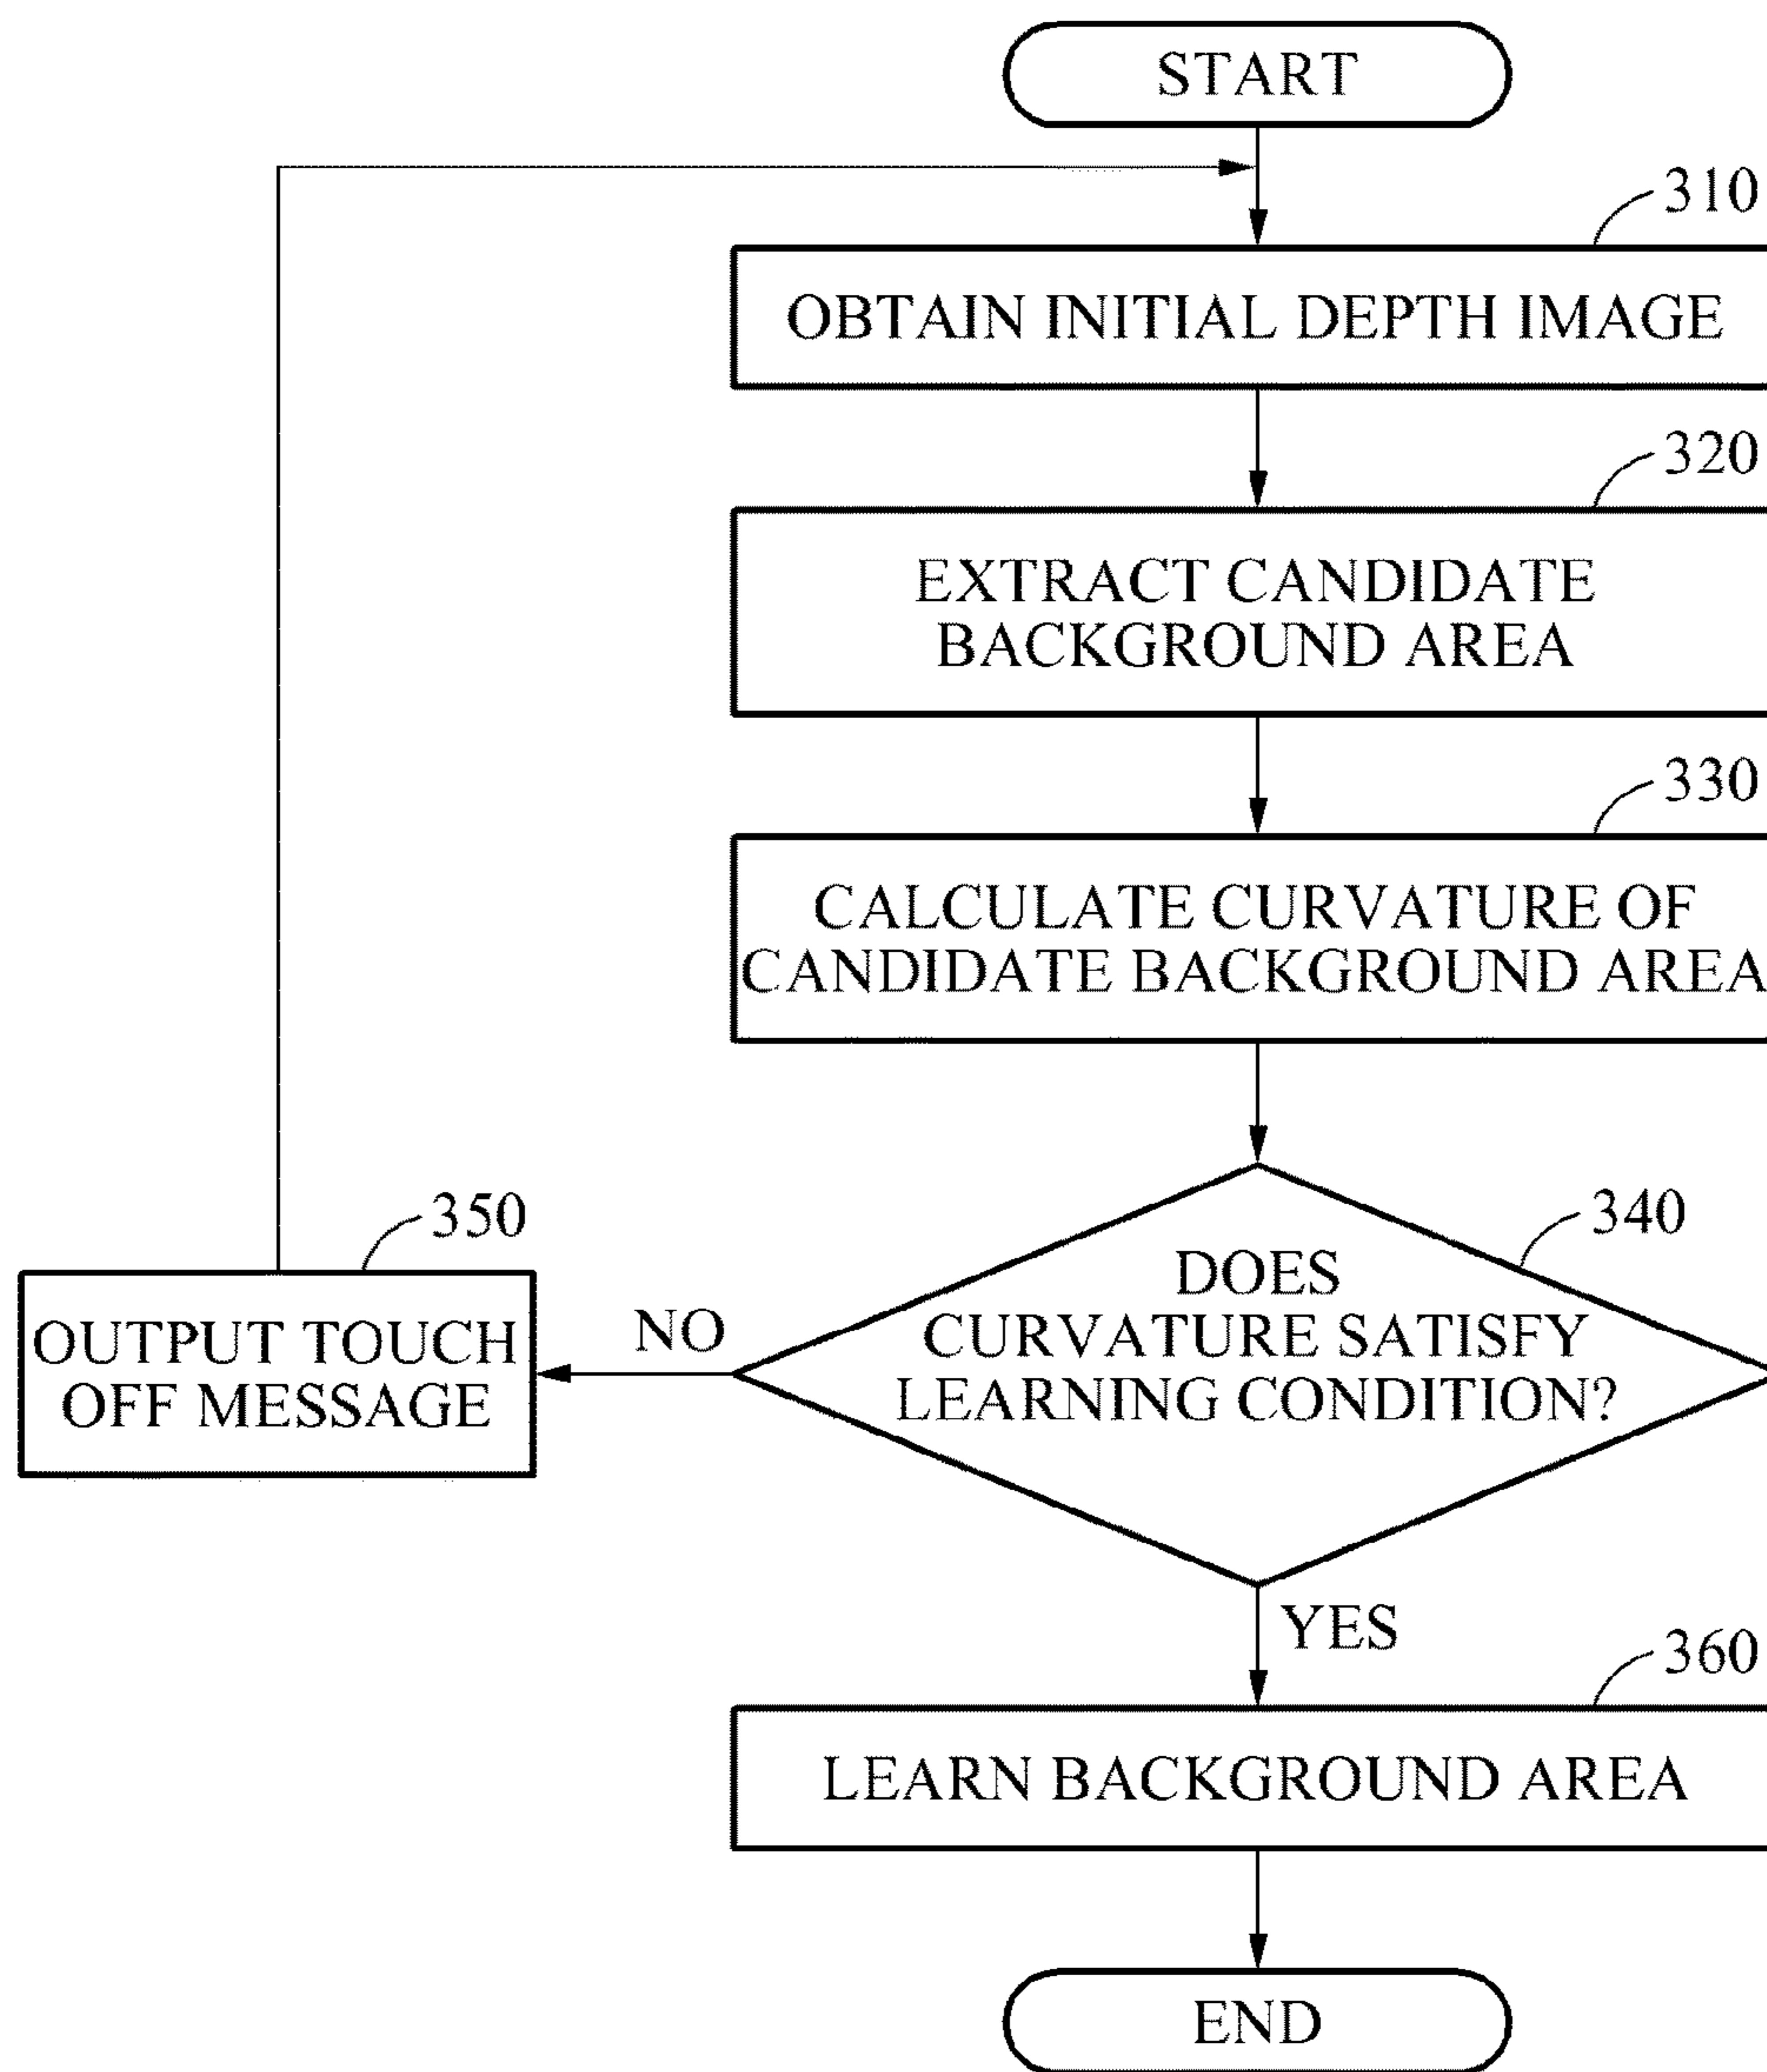 START
310
OBTAIN INITIAL DEPTH IMAGE
320
EXTRACT CANDIDATE
BACKGROUND AREA
330
CALCULATE CURVATURE OF
CANDIDATE BACKGROUND AREA
340
DOES
CURVATURE SATISFY
LEARNING CONDITION?
NO
350
OUTPUT TOUCH
OFF MESSAGE
YES
360
LEARN BACKGROUND AREA
END